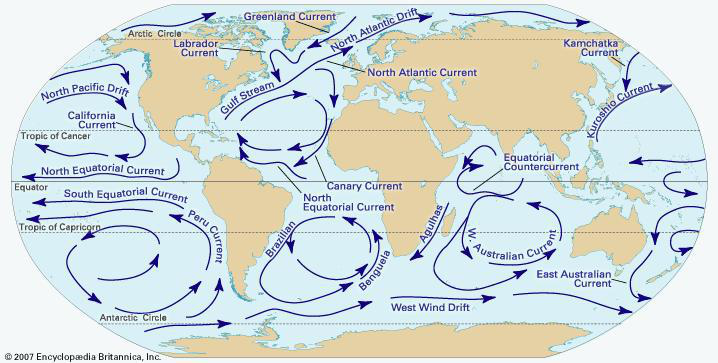 Greenland Current
North Atlantic Drift
Arctic Circle
Labrador
Current
Kamchatka
Current
North Atlantic Current
North Pacific Drift
Gulf Stream
Kuroshio Current
California
Current
Tropic of Cancer
Equatorial
Countercurrent
North Equatorial Current
Equator
Canary Current
South Equatorial Current
North
Equatorial Current
Tropic of Capricorn
Peru Current
Brazilian
Benguela
Agulhas
W. Australian Current
East Australian
Current
West Wind Drift
Antarctic Circle
© 2007 Encyclopædia Britannica, Inc.